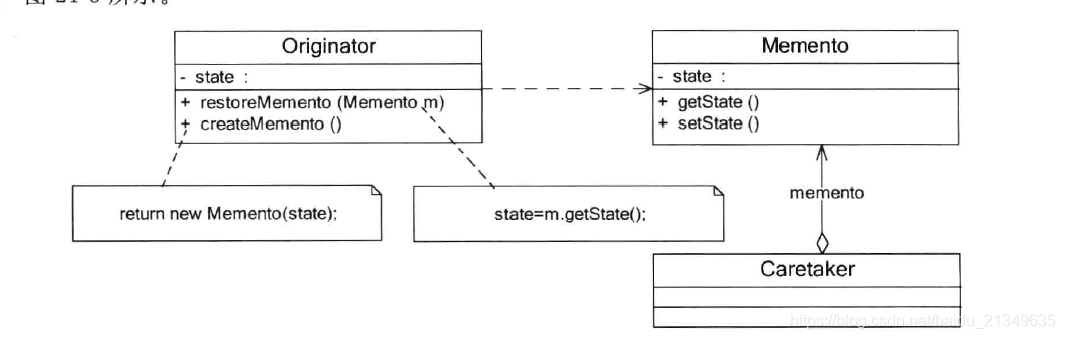 图 21-3 所示。
Originator
- state :
+ restoreMemento (Memento m)
+ createMemento ()
Memento
- state :
+ getState ()
+ setState ()
return new Memento(state);
state=m.getState();
memento
Caretaker
https://blog.csdn.net/baidu_21349635